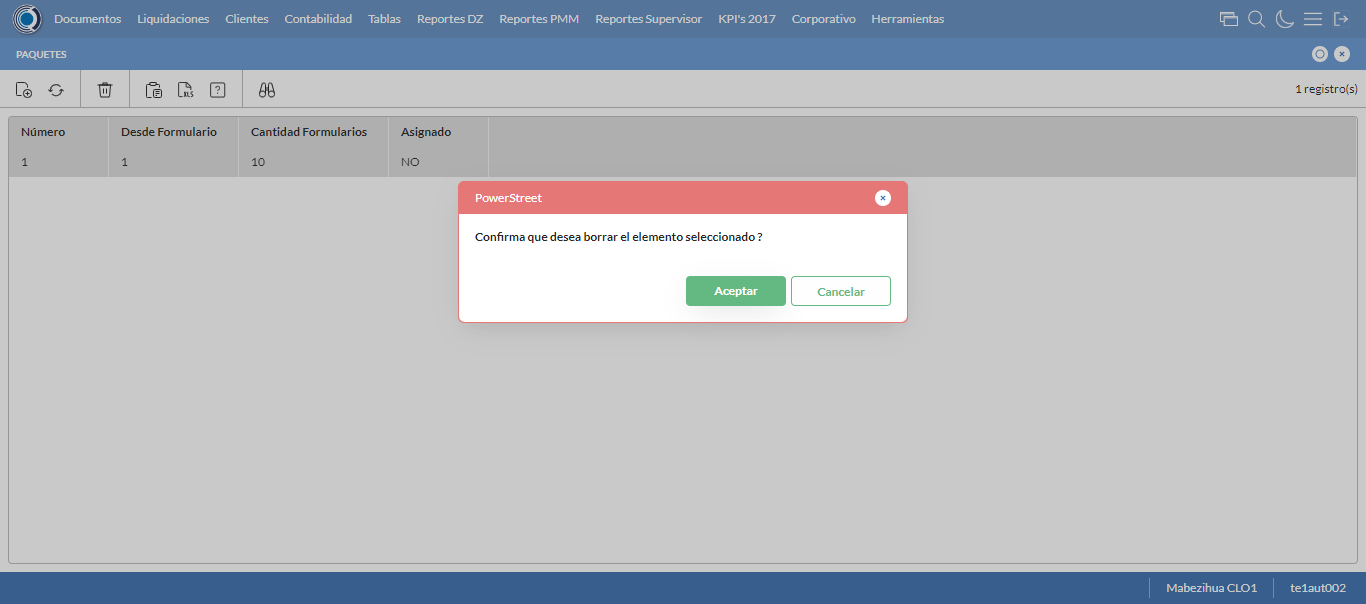 Documentos Liquidaciones Clientes Contabilidad Tablas Reportes DZ Reportes PMM Reportes Supervisor KPI's 2017 Corporativo Herramientas
PAQUETES
XLS ? 1 registro(s)
Número Desde Formulario Cantidad Formularios Asignado
1 1 10 NO
PowerStreet
Confirma que desea borrar el elemento seleccionado ?
Aceptar Cancelar
Mabezihua CLO1 te1aut002